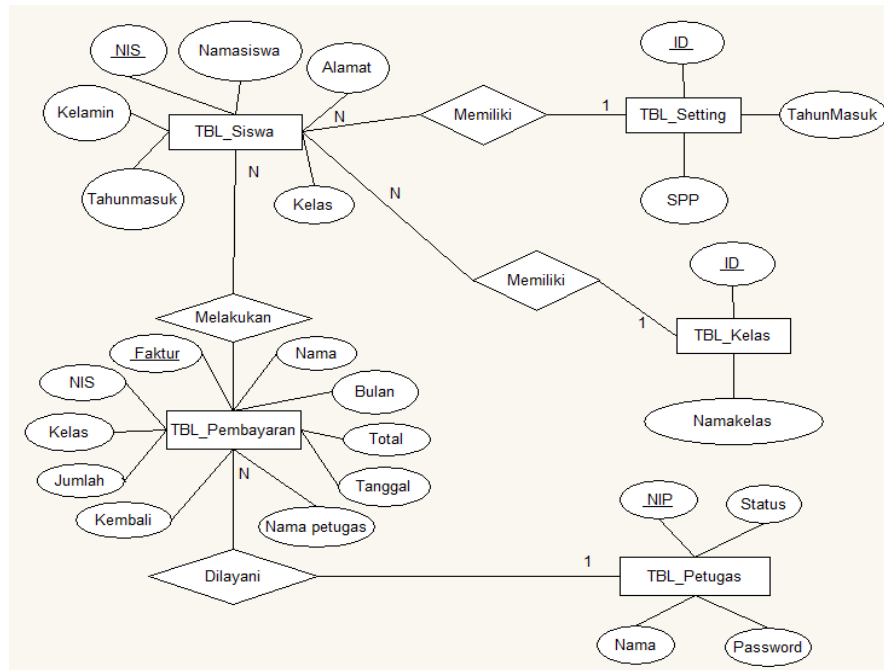 NIS
Namasiswa
Alamat
ID
Kelamin
TBL_Siswa
N
Memiliki
1
TBL_Setting
TahunMasuk
Tahunmasuk
N
Kelas
N
SPP
ID
Memiliki
Melakukan
1
TBL_Kelas
Faktur
Nama
NIS
Bulan
Namakelas
Kelas
TBL_Pembayaran
Total
Jumlah
N
Tanggal
Kembali
Nama petugas
NIP
Status
Dilayani
1
TBL_Petugas
Nama
Password